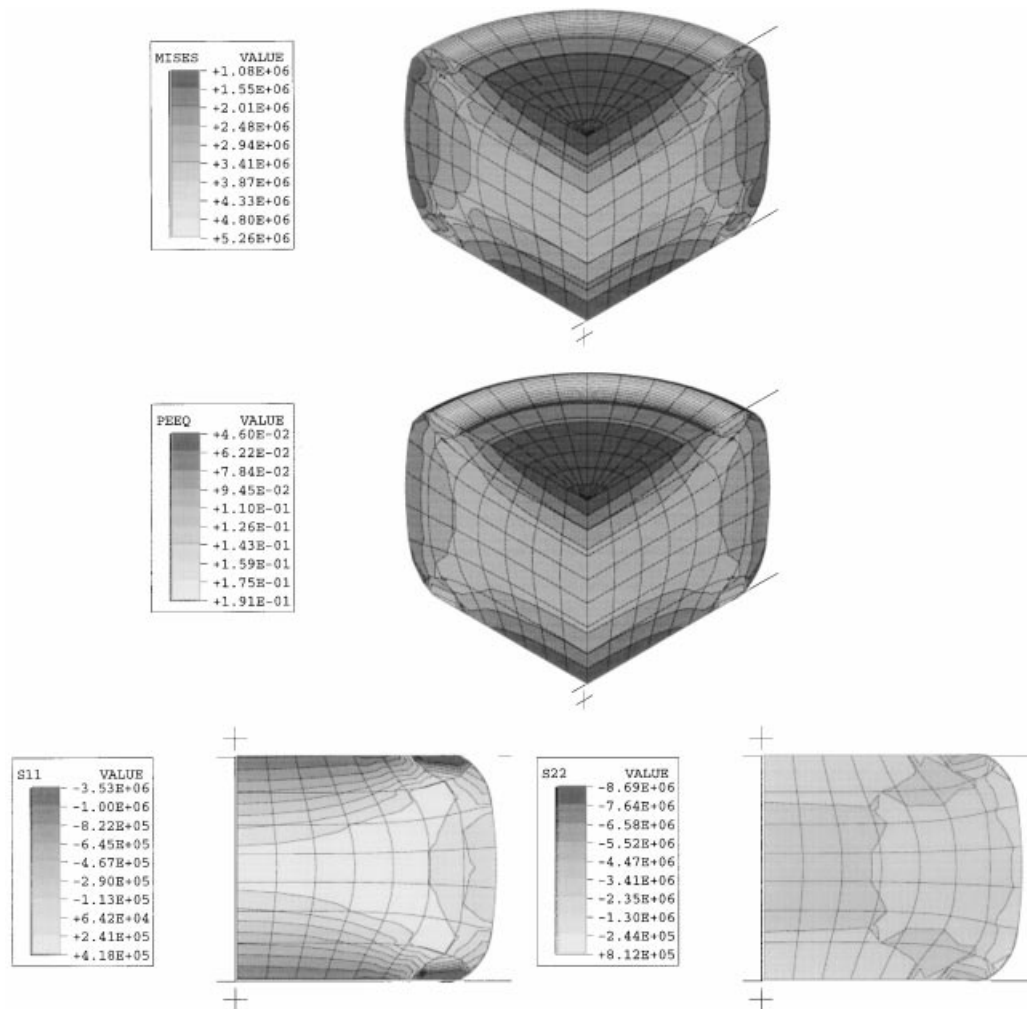 MISES VALUE
+1.08E+06
+1.55E+06
+2.01E+06
+2.48E+06
+2.94E+06
+3.41E+06
+3.87E+06
+4.33E+06
+4.80E+06
+5.26E+06
PEEQ VALUE
+4.60E-02
+6.22E-02
+7.84E-02
+9.45E-02
+1.10E-01
+1.26E-01
+1.43E-01
+1.59E-01
+1.75E-01
+1.91E-01
S11 VALUE
-3.53E+06
-1.00E+06
-8.22E+05
-6.45E+05
-4.67E+05
-2.90E+05
-1.13E+05
+6.42E+04
+2.41E+05
+4.18E+05
S22 VALUE
-8.69E+06
-7.64E+06
-6.58E+06
-5.52E+06
-4.47E+06
-3.41E+06
-2.35E+06
-1.30E+06
-2.44E+05
+8.12E+05